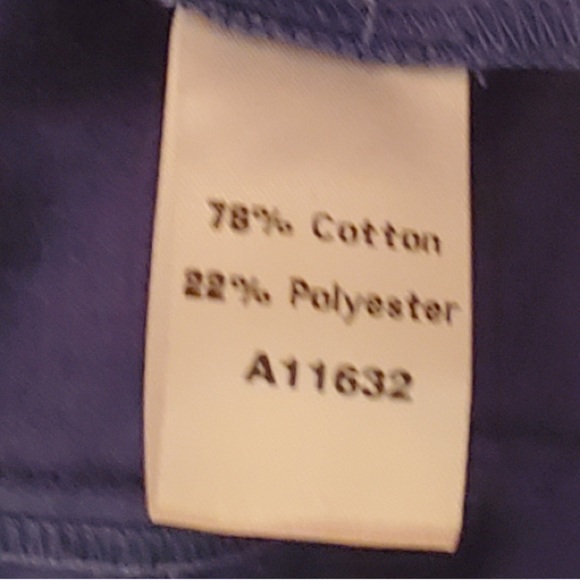 78% Cotton
22% Polyester
A11632